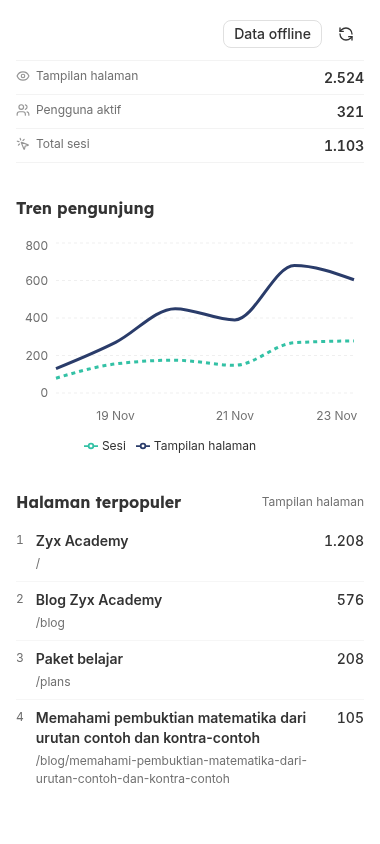 Data offline
Tampilan halaman 2.524
Pengguna aktif 321
Total sesi 1.103
Tren pengunjung
800
600
400
200
0
19 Nov 21 Nov 23 Nov
Sesi Tampilan halaman
Halaman terpopuler Tampilan halaman
1 Zyx Academy 1.208
/
2 Blog Zyx Academy 576
/blog
3 Paket belajar 208
/plans
4 Memahami pembuktian matematika dari 105
urutan contoh dan kontra-contoh
/blog/memahami-pembuktian-matematika-dari-
urutan-contoh-dan-kontra-contoh